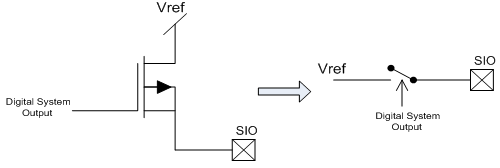 Vref
Digital System
Output
SIO
Vref
SIO
Digital System
Output